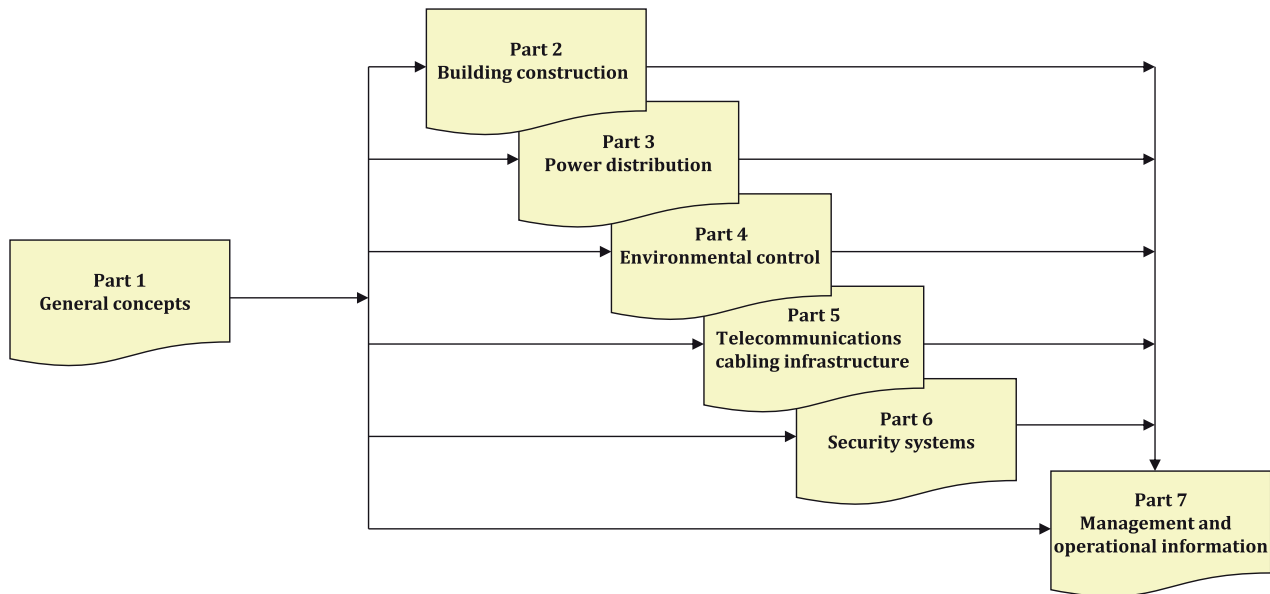 Part 1
General concepts
Part 2
Building construction
Part 3
Power distribution
Part 4
Environmental control
Part 5
Telecommunications
cabling infrastructure
Part 6
Security systems
Part 7
Management and
operational information